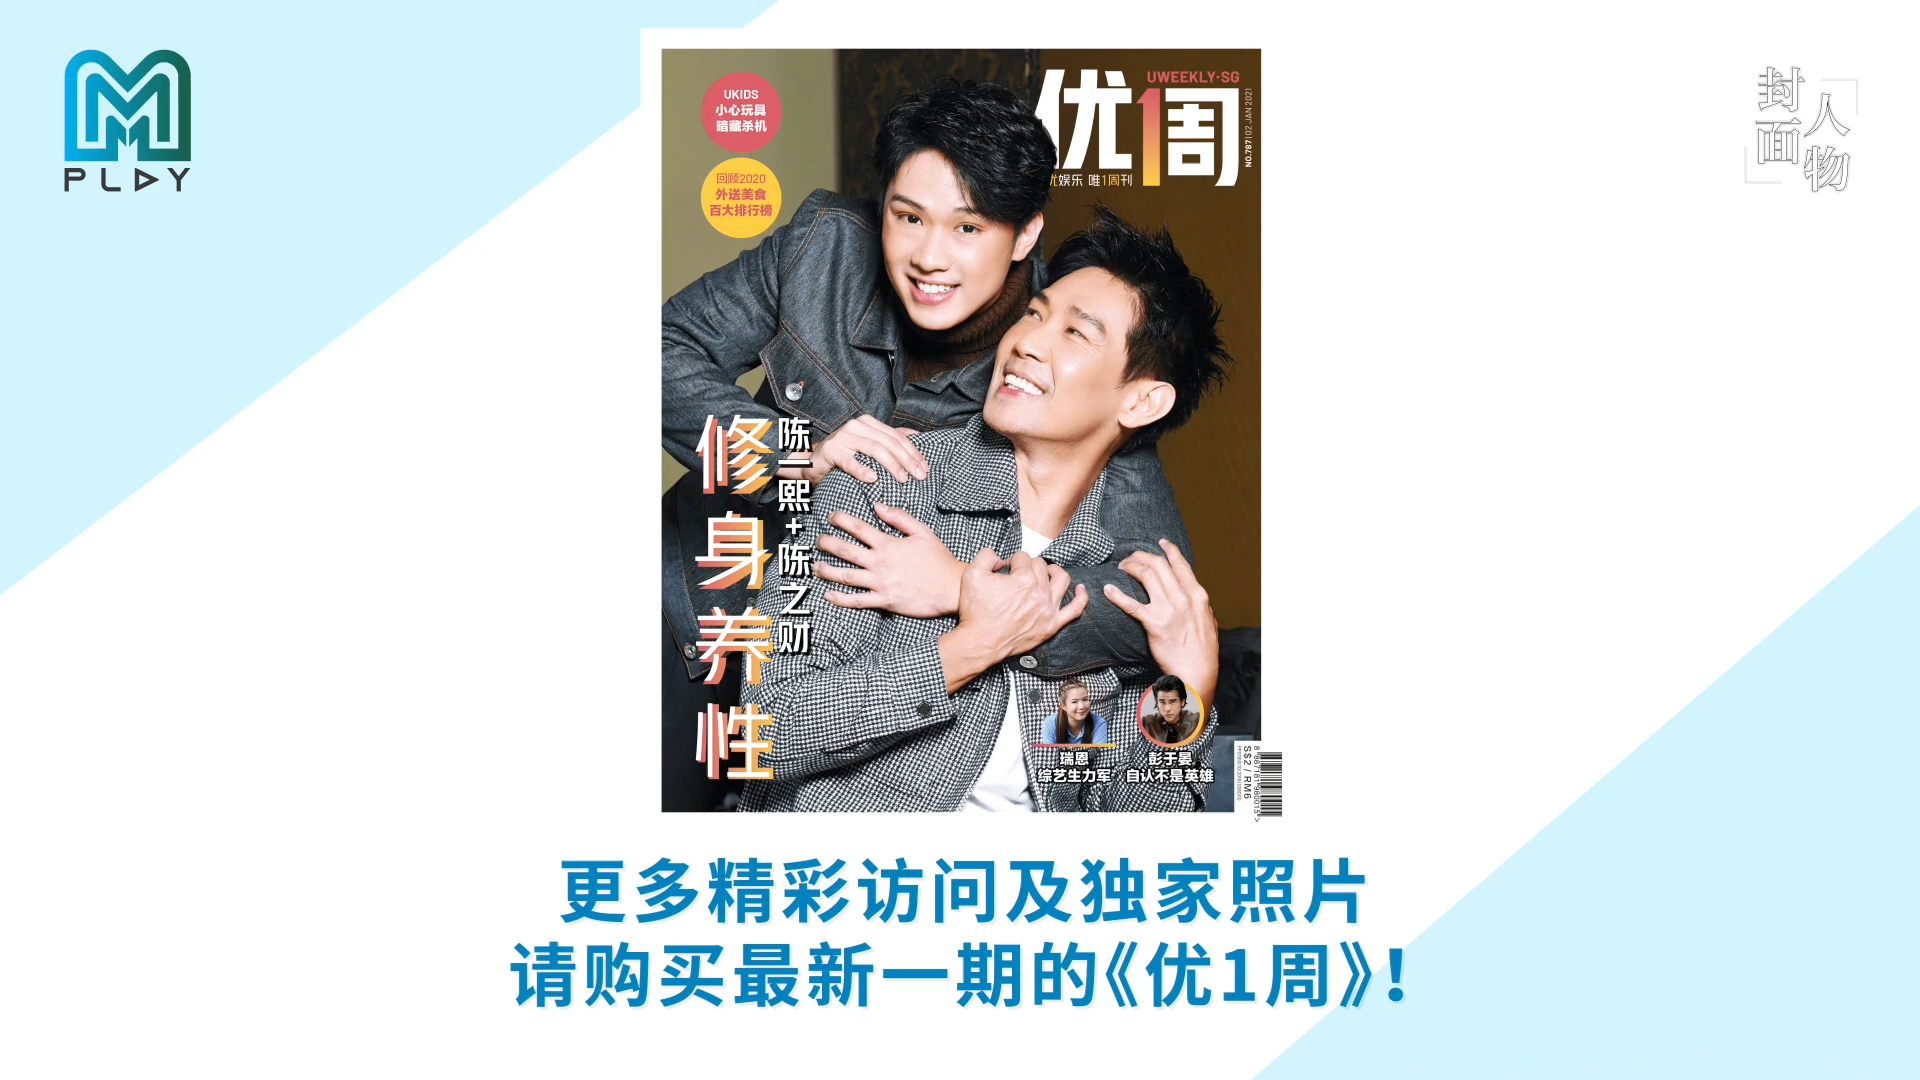 M
PLAY
封面
人物
UKIDS
小心玩具
暗藏杀机
回顾2020
外送美食
百大排行榜
UWEEKLY·SG
优1周
优娱乐 唯1周刊
NO.787 | 02 JAN 2021
修身养性
陈一熙+陈之财
瑞恩
综艺生力军
彭于晏
自认不是英雄
S$2 / RM6
8 867181 980015 >
更多精彩访问及独家照片
请购买最新一期的《优1周》!